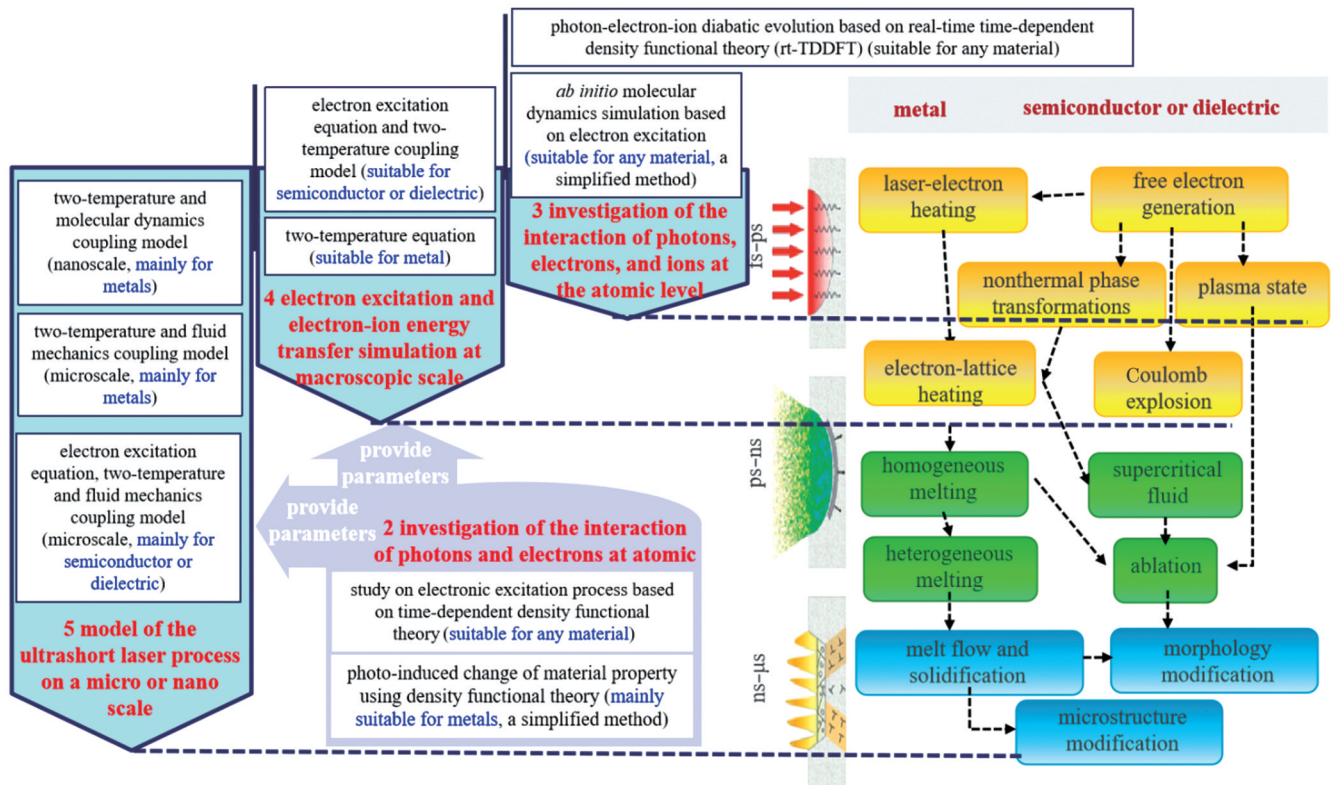 photon-electron-ion diabatic evolution based on real-time time-dependent
density functional theory (rt-TDDFT) (suitable for any material)
ab initio molecular
dynamics simulation based
on electron excitation
(suitable for any material, a
simplified method)
3 investigation of the
interaction of photons,
electrons, and ions at
the atomic level
electron excitation
equation and two-
temperature coupling
model (suitable for
semiconductor or dielectric)
two-temperature equation
(suitable for metal)
4 electron excitation and
electron-ion energy
transfer simulation at
macroscopic scale
two-temperature and
molecular dynamics
coupling model
(nanoscale, mainly for
metals)
two-temperature and fluid
mechanics coupling model
(microscale, mainly for
metals)
electron excitation
equation, two-temperature
and fluid mechanics
coupling model
(microscale, mainly for
semiconductor or
dielectric)
5 model of the
ultrashort laser process
on a micro or nano
scale
provide
parameters
provide
parameters
2 investigation of the interaction
of photons and electrons at atomic
study on electronic excitation process based
on time-dependent density functional
theory (suitable for any material)
photo-induced change of material property
using density functional theory (mainly
suitable for metals, a simplified method)
fs–ps
ps–ns
ns–μs
metal
semiconductor or dielectric
laser-electron
heating
free electron
generation
nonthermal phase
transformations
plasma state
electron-lattice
heating
Coulomb
explosion
homogeneous
melting
supercritical
fluid
heterogeneous
melting
ablation
melt flow and
solidification
morphology
modification
microstructure
modification